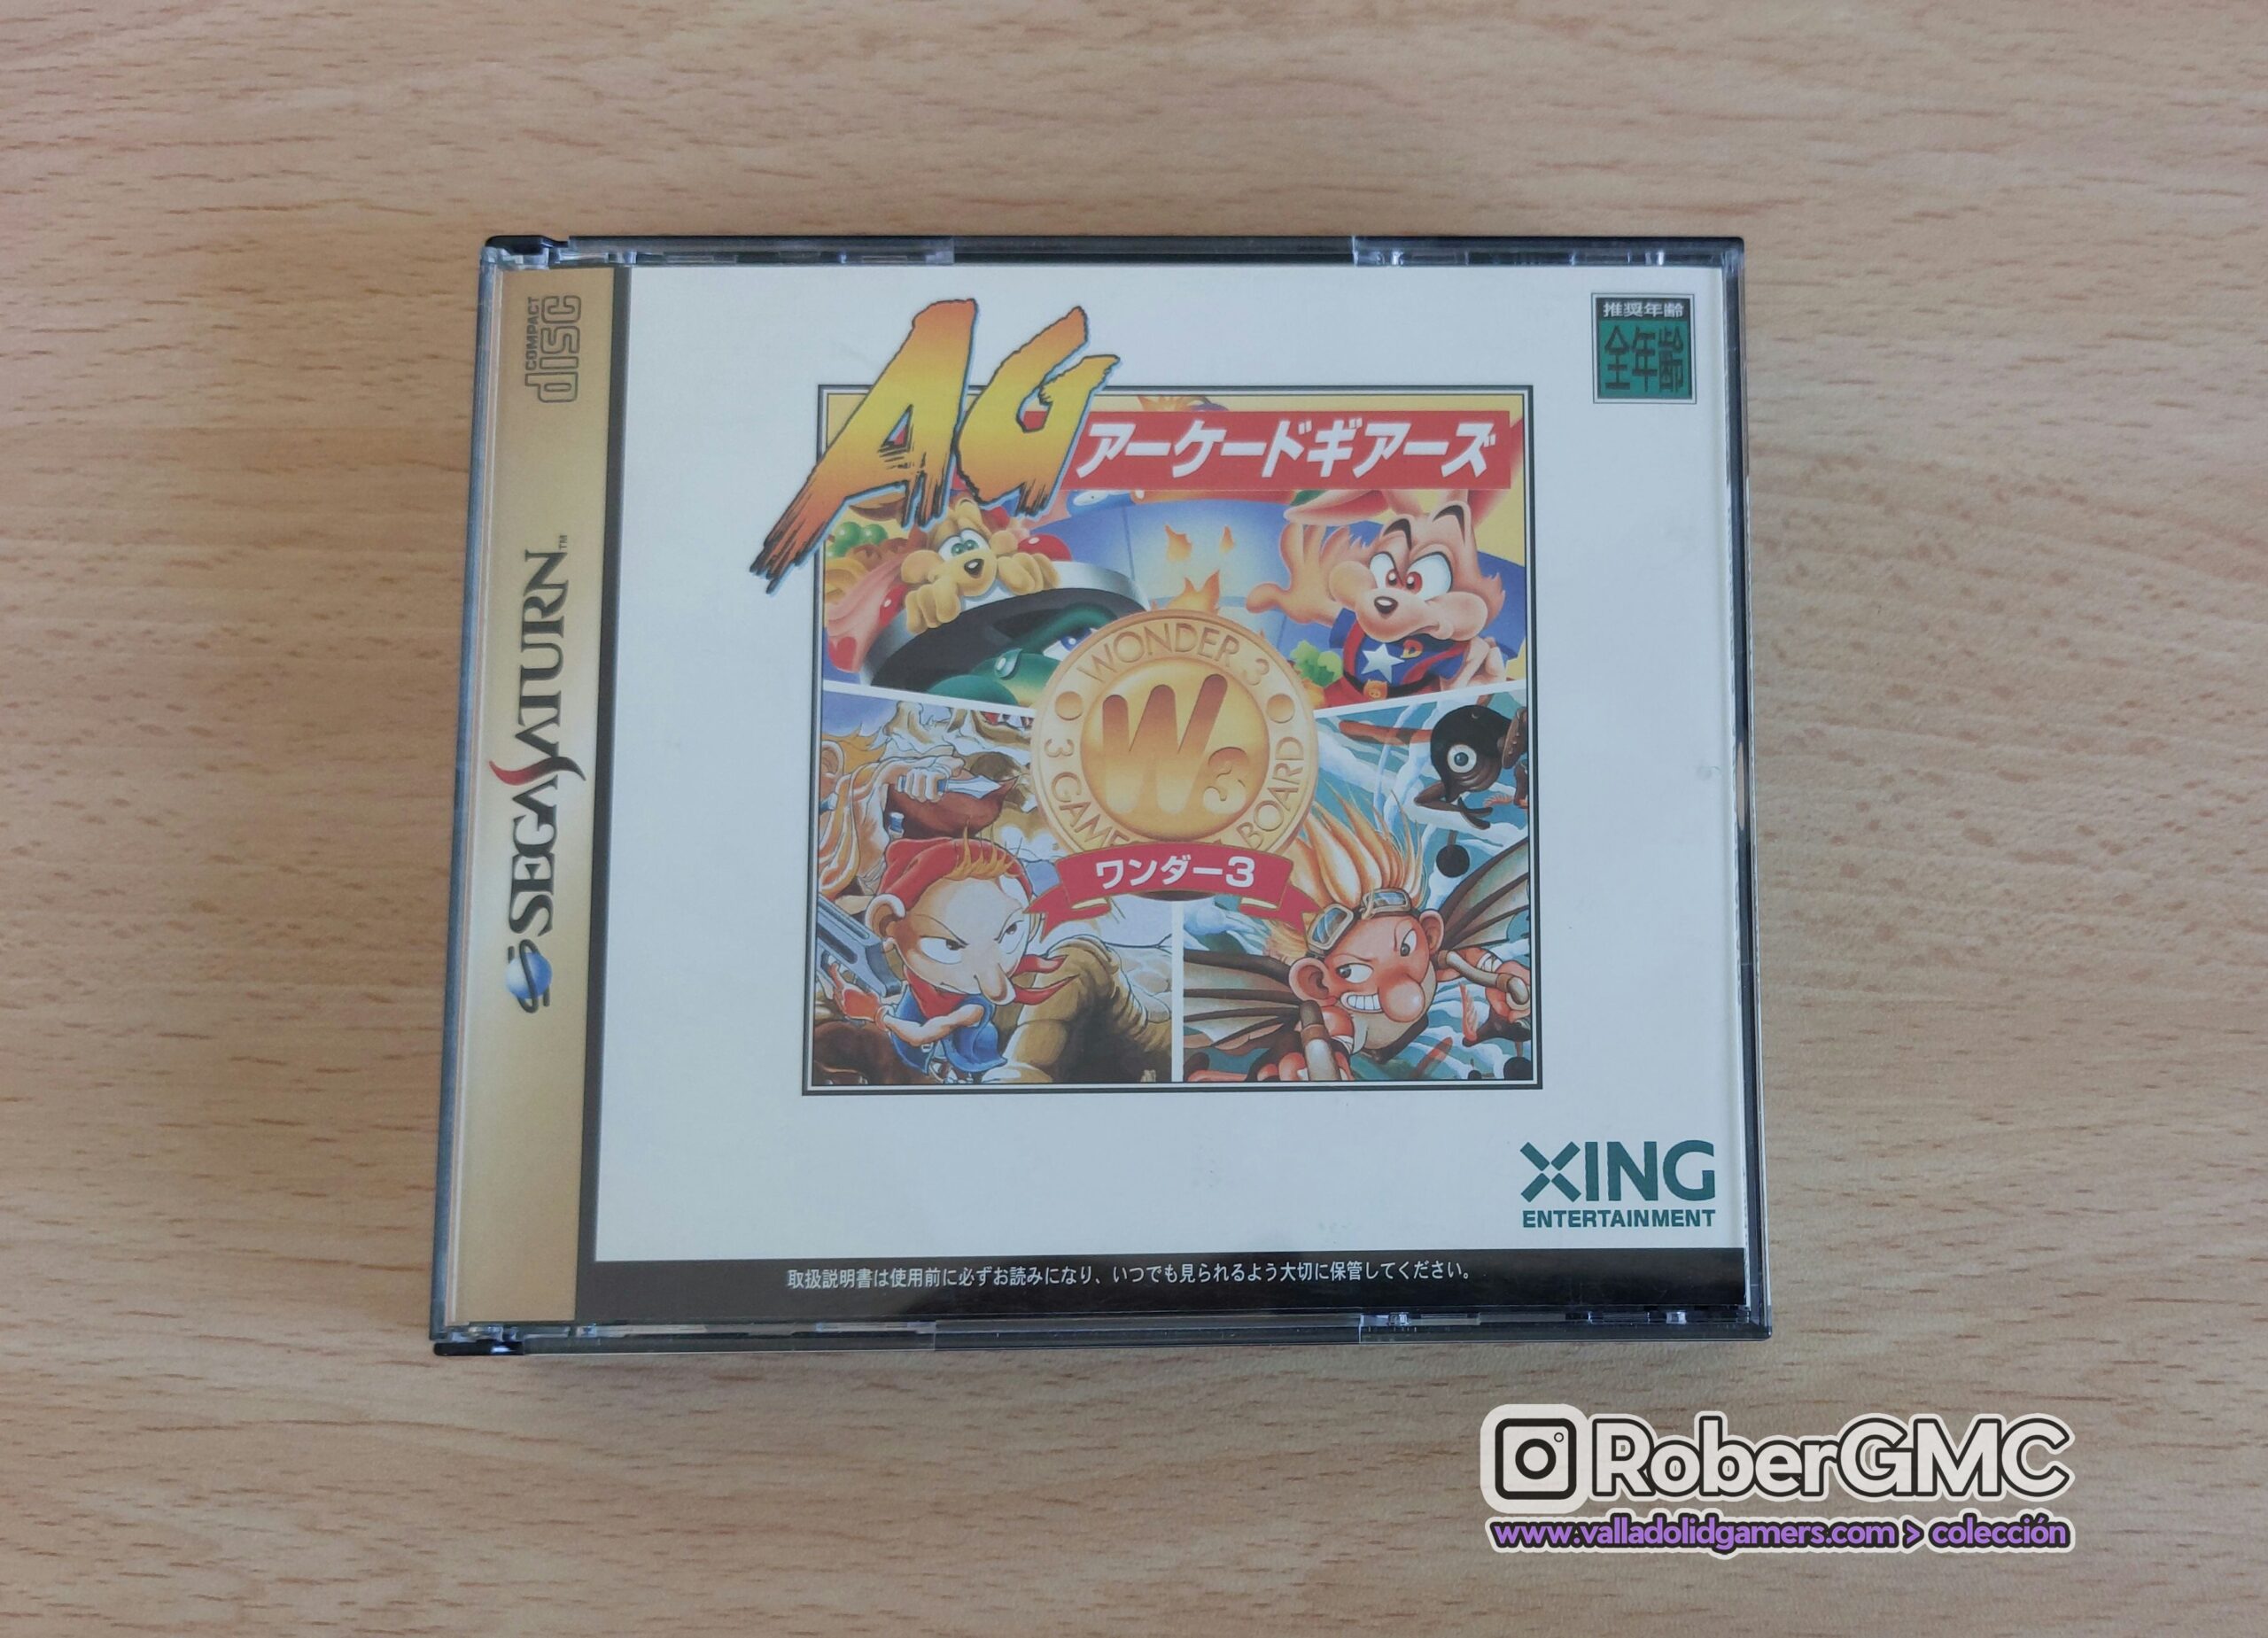 COMPACT
disc
SEGA SATURN™
AG
アーケードギアーズ
推奨年齢
全年齢
D
WONDER 3
W3
3 GAME
BOARD
ワンダー3
XING
ENTERTAINMENT
取扱説明書は使用前に必ずお読みになり、いつでも見られるよう大切に保管してください。
RoberGMC
www.valladolidgamers.com > colección